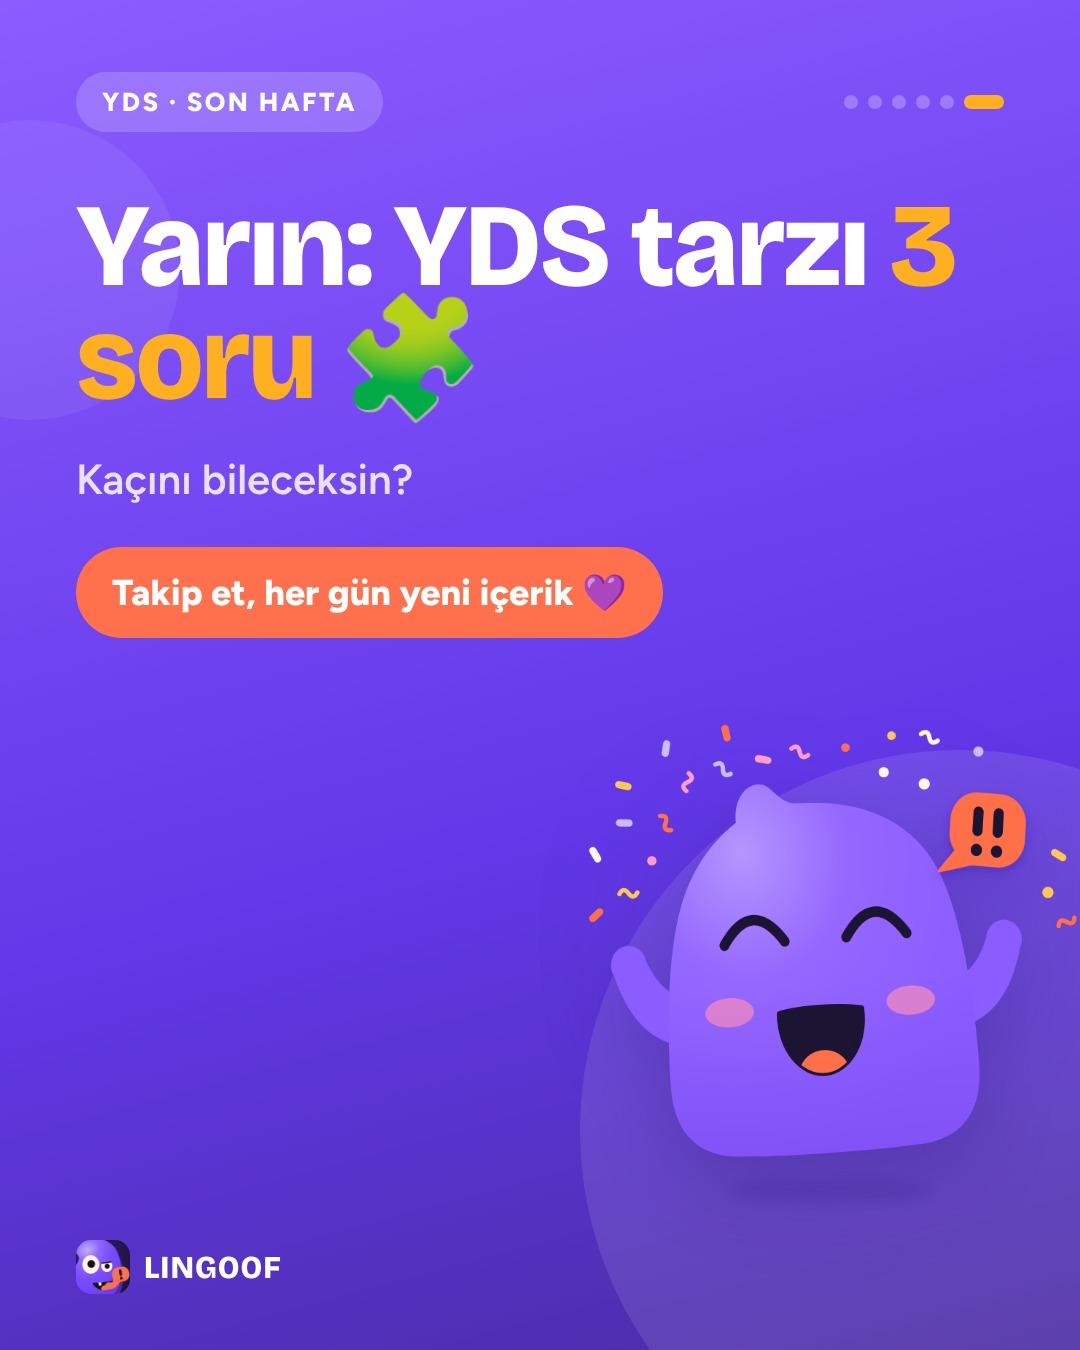 YDS · SON HAFTA
Yarın: YDS tarzı 3
soru 🧩
Kaçını bileceksin?
Takip et, her gün yeni içerik 💜
!!
LINGOOF